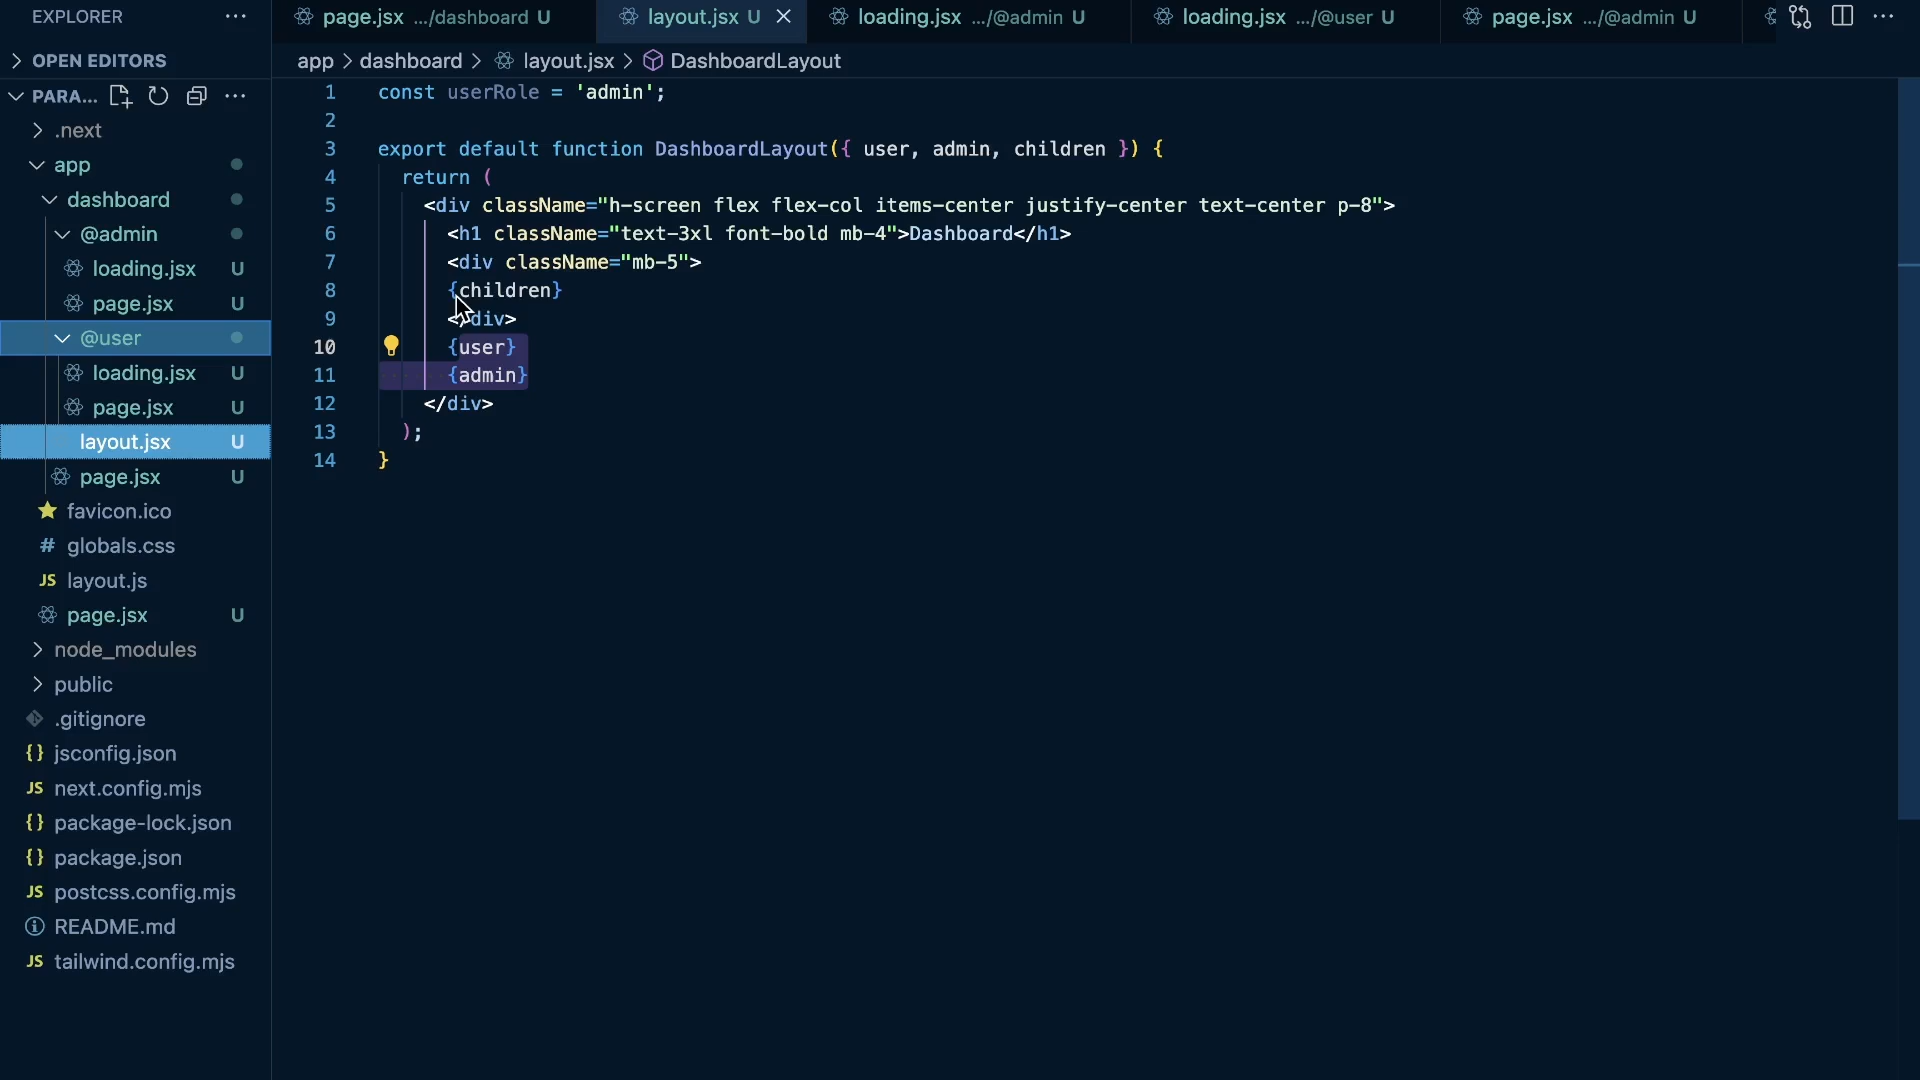 EXPLORER
OPEN EDITORS
PARA...
.next
app
dashboard
@admin
loading.jsx U
page.jsx U
@user
loading.jsx U
page.jsx U
layout.jsx U
page.jsx U
favicon.ico
# globals.css
JS layout.js
page.jsx U
node_modules
public
.gitignore
{} jsconfig.json
JS next.config.mjs
{} package-lock.json
{} package.json
JS postcss.config.mjs
README.md
JS tailwind.config.mjs
page.jsx .../dashboard U
layout.jsx U
loading.jsx .../@admin U
loading.jsx .../@user U
page.jsx .../@admin U
app > dashboard > layout.jsx > DashboardLayout
1 const userRole = 'admin';
2
3 export default function DashboardLayout({ user, admin, children }) {
4 return (
5 <div className="h-screen flex flex-col items-center justify-center text-center p-8">
6 <h1 className="text-3xl font-bold mb-4">Dashboard</h1>
7 <div className="mb-5">
8 {children}
9 </div>
10 {user}
11 {admin}
12 </div>
13 );
14 }